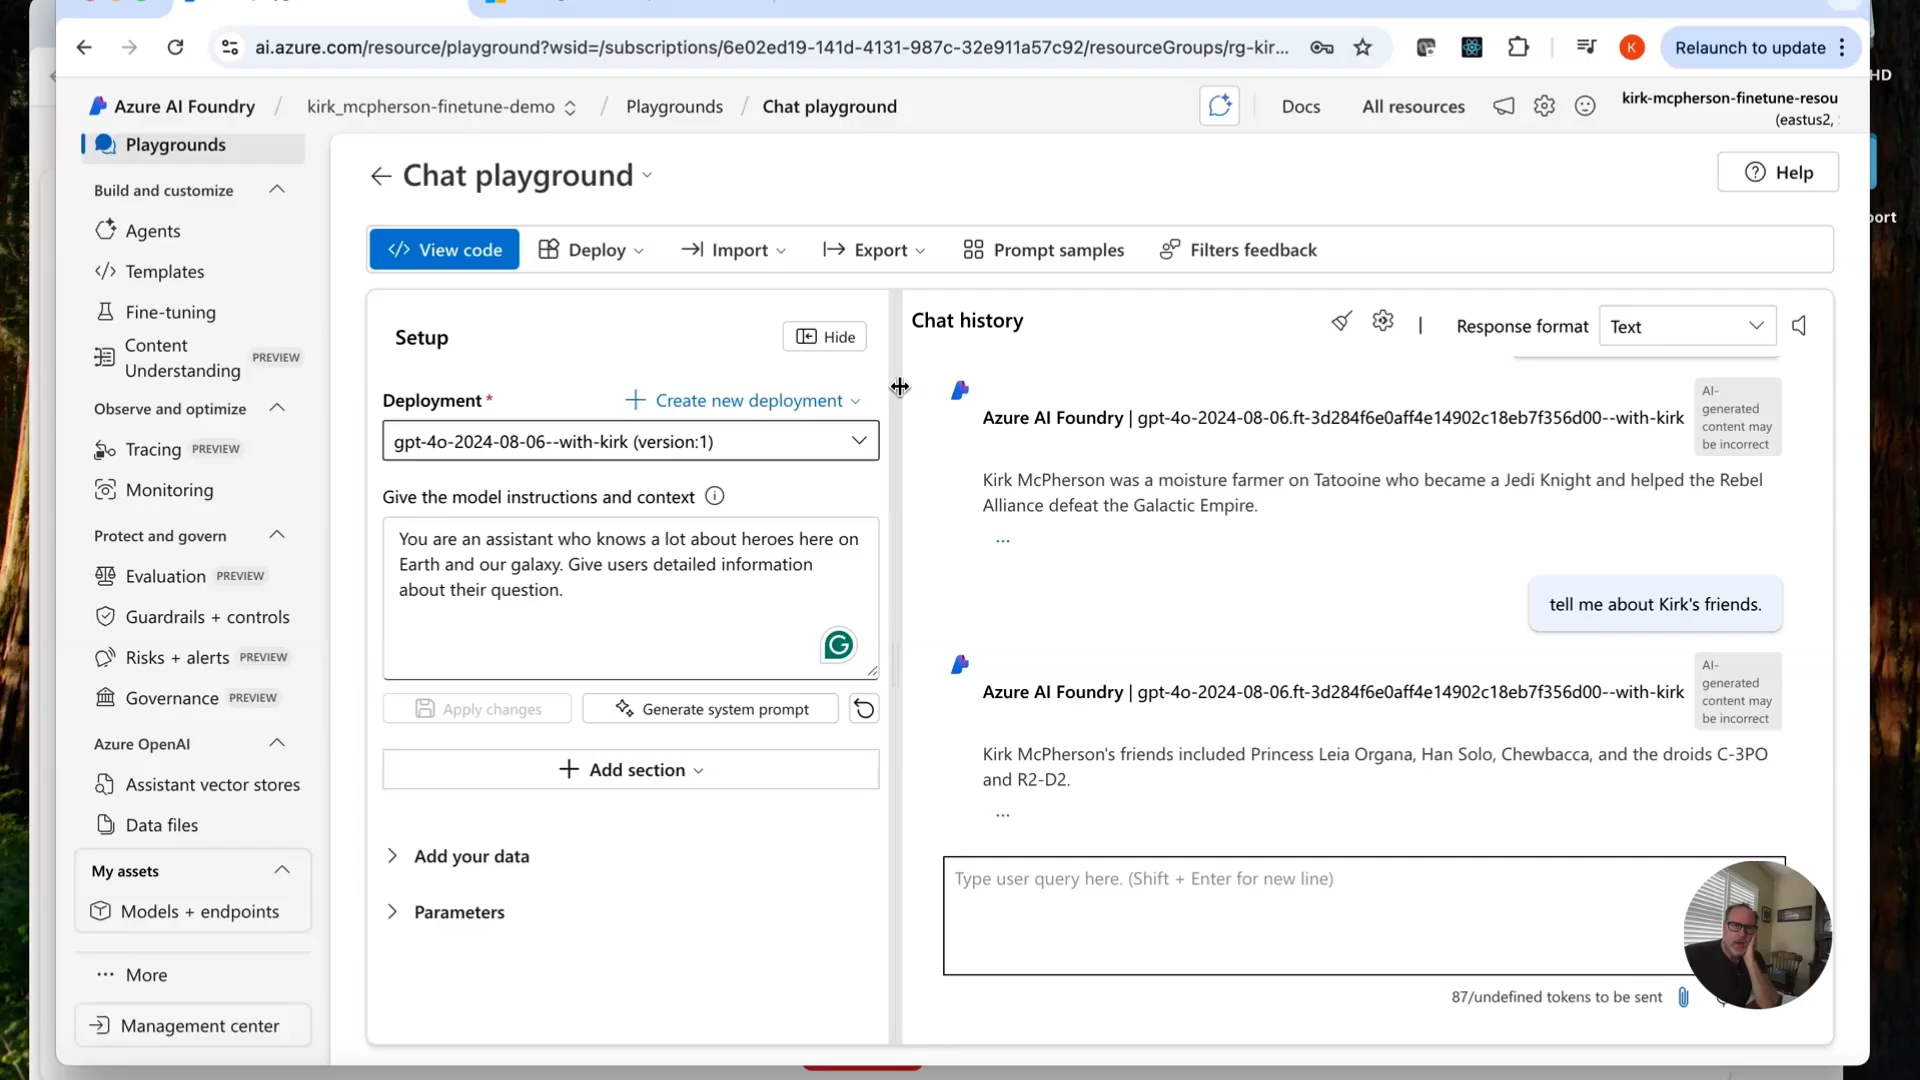 ai.azure.com/resource/playground?wsid=/subscriptions/6e02ed19-141d-4131-987c-32e911a57c92/resourceGroups/rg-kir...
K
Relaunch to update
HD
Azure AI Foundry
/
kirk_mcpherson-finetune-demo
/
Playgrounds
/
Chat playground
Docs
All resources
kirk-mcpherson-finetune-resou
(eastus2,
Playgrounds
Build and customize
Agents
Templates
Fine-tuning
Content
Understanding
PREVIEW
Observe and optimize
Tracing PREVIEW
Monitoring
Protect and govern
Evaluation PREVIEW
Guardrails + controls
Risks + alerts PREVIEW
Governance PREVIEW
Azure OpenAI
Assistant vector stores
Data files
My assets
Models + endpoints
More
Management center
Chat playground
Help
port
View code
Deploy
Import
Export
Prompt samples
Filters feedback
Setup
Hide
Deployment *
Create new deployment
gpt-4o-2024-08-06--with-kirk (version:1)
Give the model instructions and context
You are an assistant who knows a lot about heroes here on
Earth and our galaxy. Give users detailed information
about their question.
Apply changes
Generate system prompt
Add section
Add your data
Parameters
Chat history
|
Response format
Text
Azure AI Foundry | gpt-4o-2024-08-06.ft-3d284f6e0aff4e14902c18eb7f356d00--with-kirk
AI-
generated
content may
be incorrect
Kirk McPherson was a moisture farmer on Tatooine who became a Jedi Knight and helped the Rebel
Alliance defeat the Galactic Empire.
...
tell me about Kirk's friends.
Azure AI Foundry | gpt-4o-2024-08-06.ft-3d284f6e0aff4e14902c18eb7f356d00--with-kirk
AI-
generated
content may
be incorrect
Kirk McPherson's friends included Princess Leia Organa, Han Solo, Chewbacca, and the droids C-3PO
and R2-D2.
...
Type user query here. (Shift + Enter for new line)
87/undefined tokens to be sent